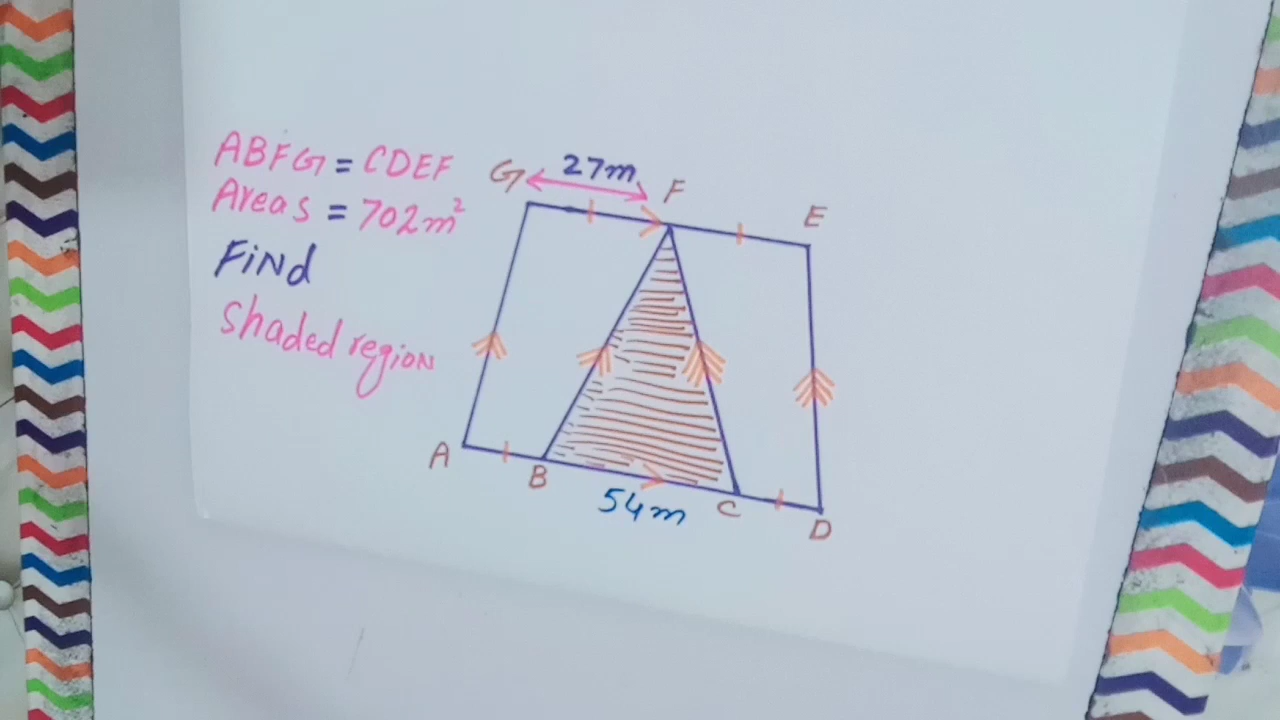 ABFG = CDEF
Areas = 702m²
FiNd
Shaded region
G 27m F
E
A
B
54m
C
D